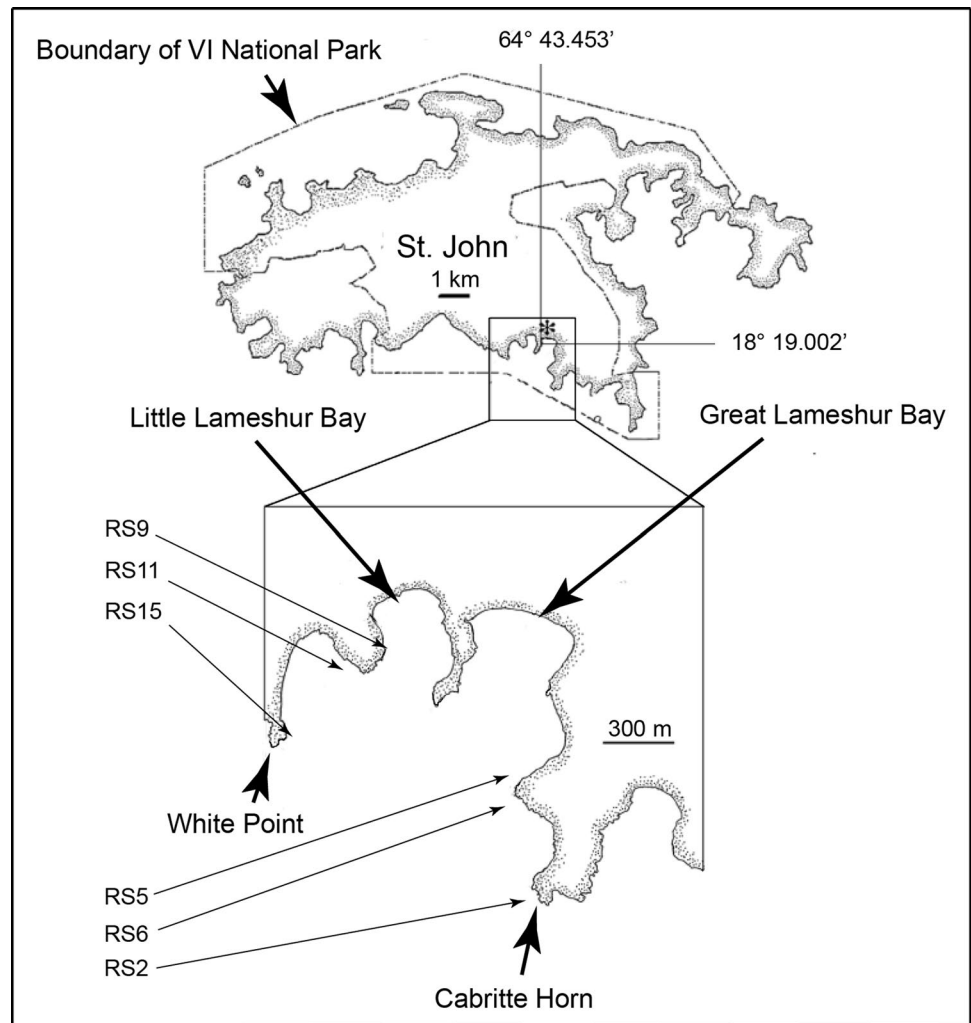 64° 43.453’
Boundary of VI National Park
St. John
1 km
*
18° 19.002’
Little Lameshur Bay
Great Lameshur Bay
RS9
RS11
RS15
300 m
White Point
RS5
RS6
RS2
Cabritte Horn